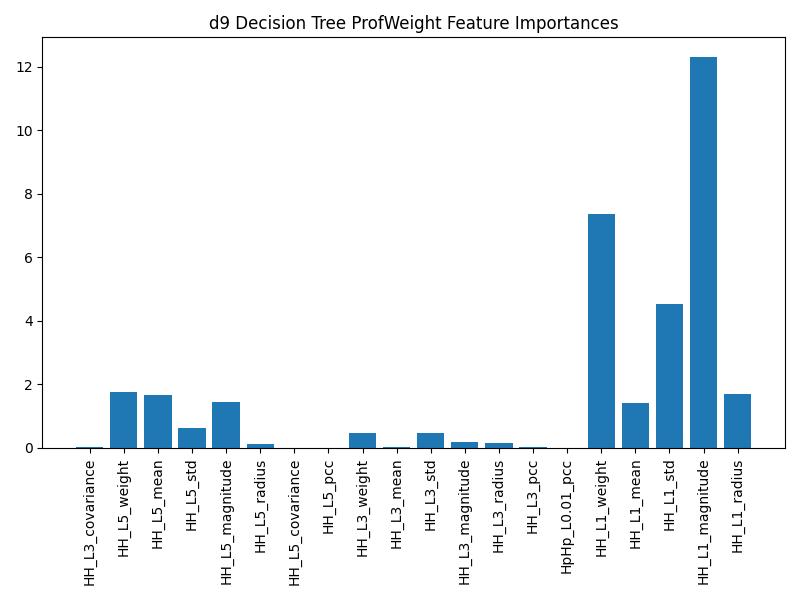 d9 Decision Tree ProfWeight Feature Importances
12
10
8
6
4
2
0
HH_L3_covariance
HH_L5_weight
HH_L5_mean
HH_L5_std
HH_L5_magnitude
HH_L5_radius
HH_L5_covariance
HH_L5_pcc
HH_L3_weight
HH_L3_mean
HH_L3_std
HH_L3_magnitude
HH_L3_radius
HH_L3_pcc
HpHp_L0.01_pcc
HH_L1_weight
HH_L1_mean
HH_L1_std
HH_L1_magnitude
HH_L1_radius